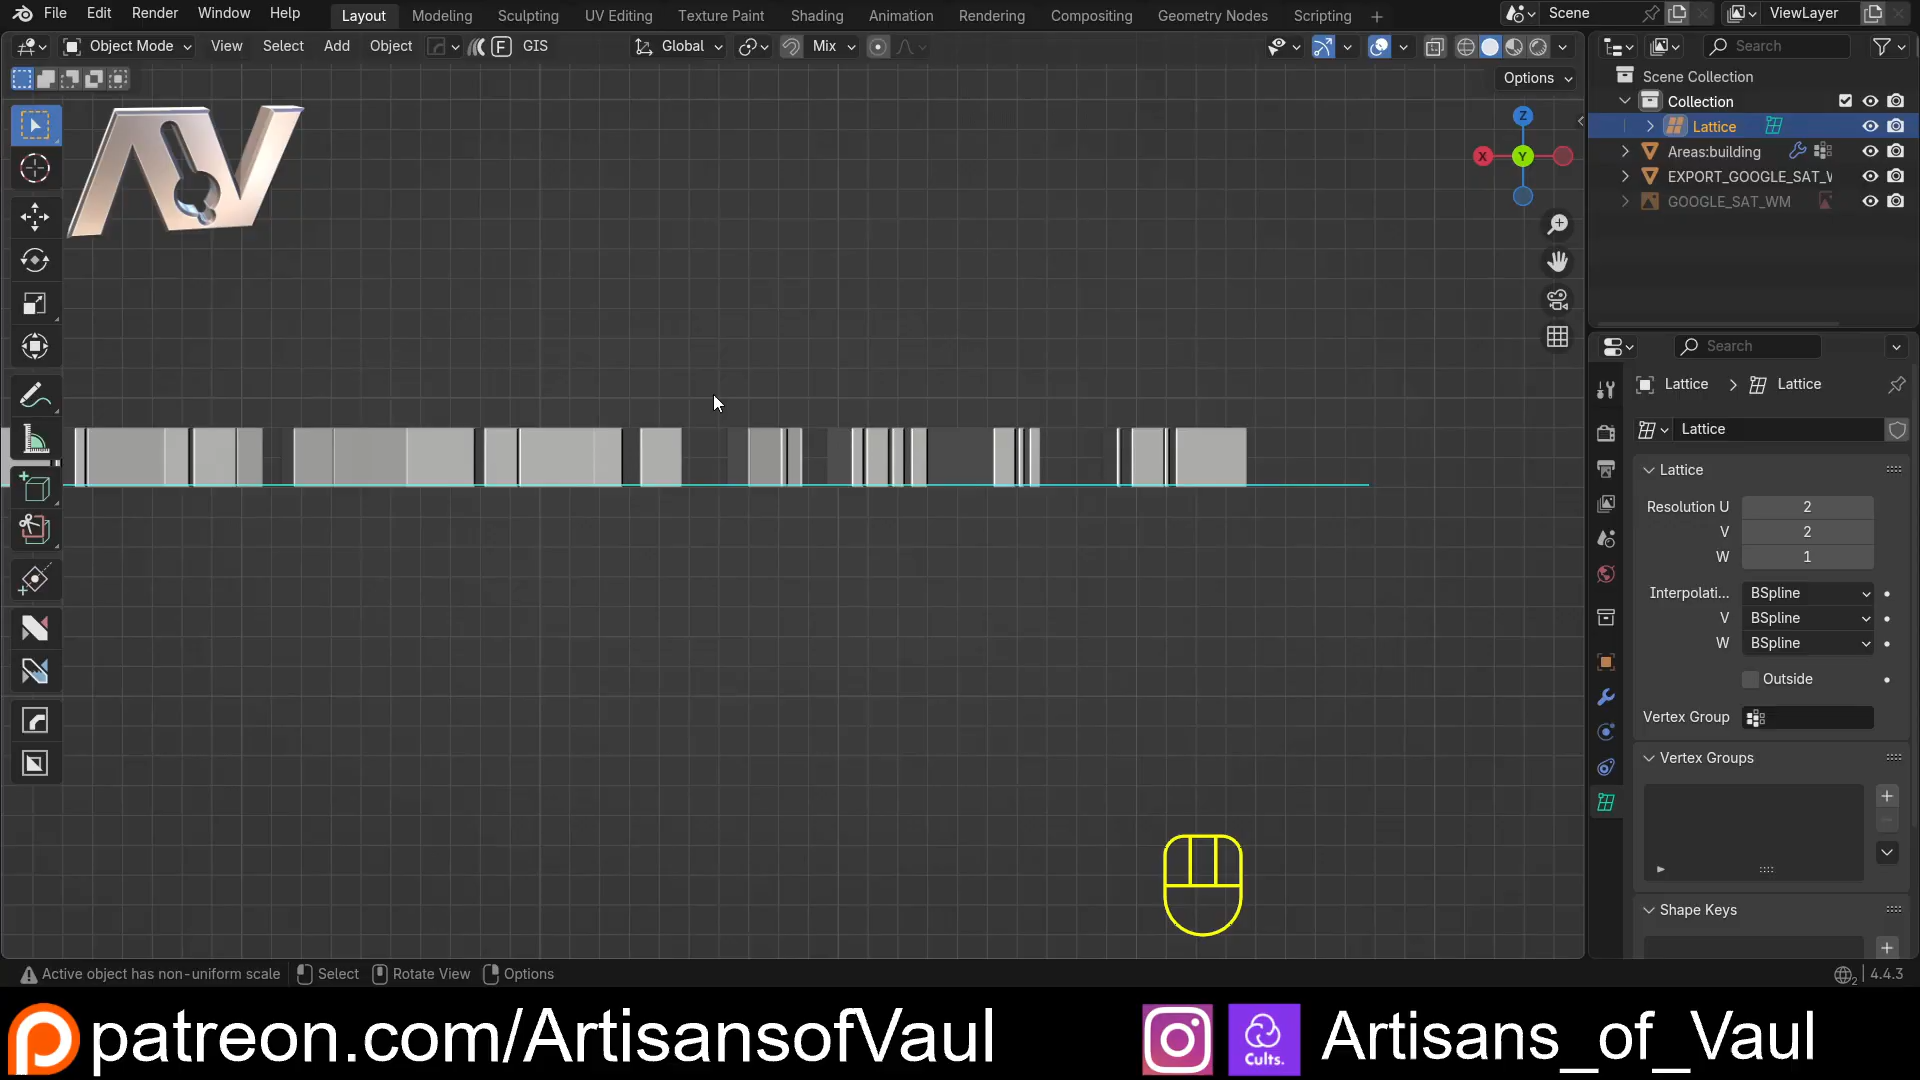 File Edit Render Window Help Layout Modeling Sculpting UV Editing Texture Paint Shading Animation Rendering Compositing Geometry Nodes Scripting Scene ViewLayer
Object Mode View Select Add Object GIS Global Mix Search
Options
Scene Collection
Collection
Lattice
Areas:building
EXPORT_GOOGLE_SAT_V
GOOGLE_SAT_WM
AV
Z
X
Y
Search
Lattice > Lattice
Lattice
Lattice
Resolution U 2
V 2
W 1
Interpolati... BSpline
V BSpline
W BSpline
Outside
Vertex Group
Vertex Groups
Shape Keys
Active object has non-uniform scale Select Rotate View Options 4.4.3
patreon.com/ArtisansofVaul Cults. Artisans_of_Vaul